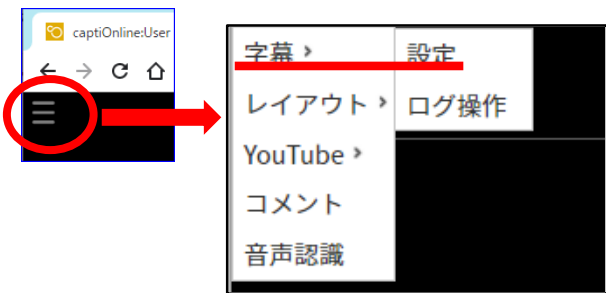 captiOnline:User
字幕 › 設定
レイアウト › ログ操作
YouTube ›
コメント
音声認識